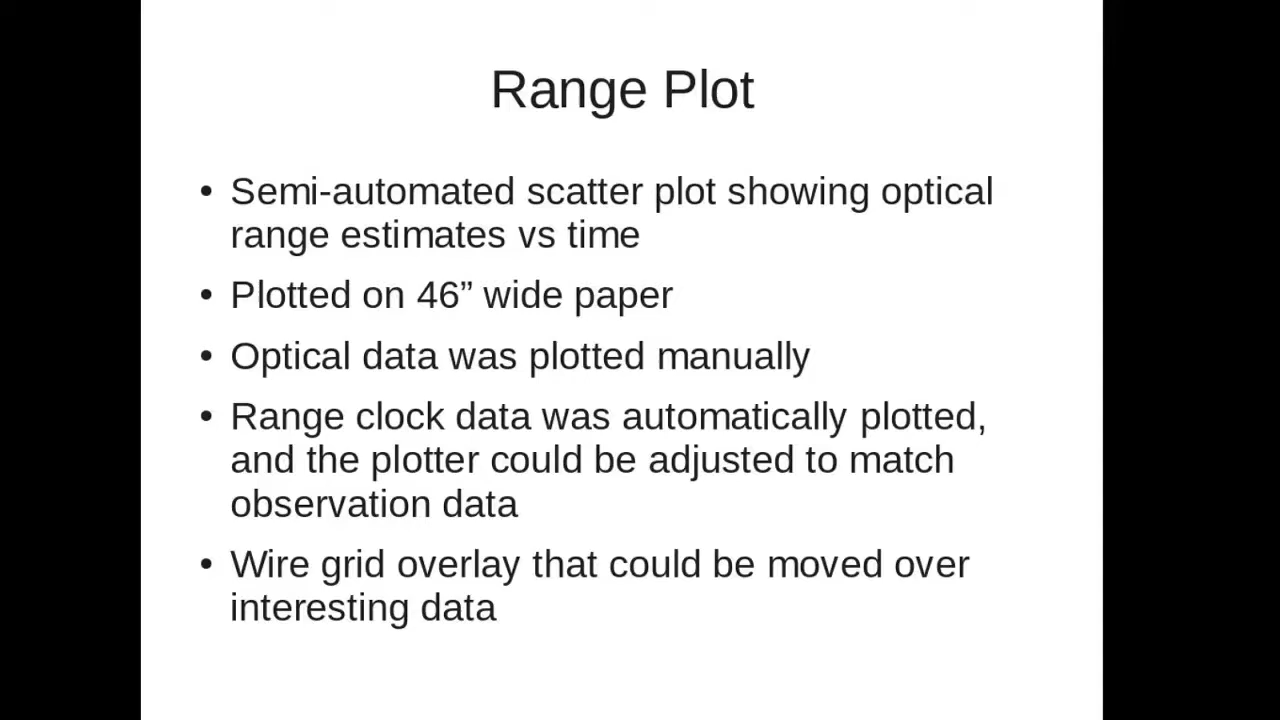 Range Plot
• Semi-automated scatter plot showing optical
range estimates vs time
• Plotted on 46” wide paper
• Optical data was plotted manually
• Range clock data was automatically plotted,
and the plotter could be adjusted to match
observation data
• Wire grid overlay that could be moved over
interesting data